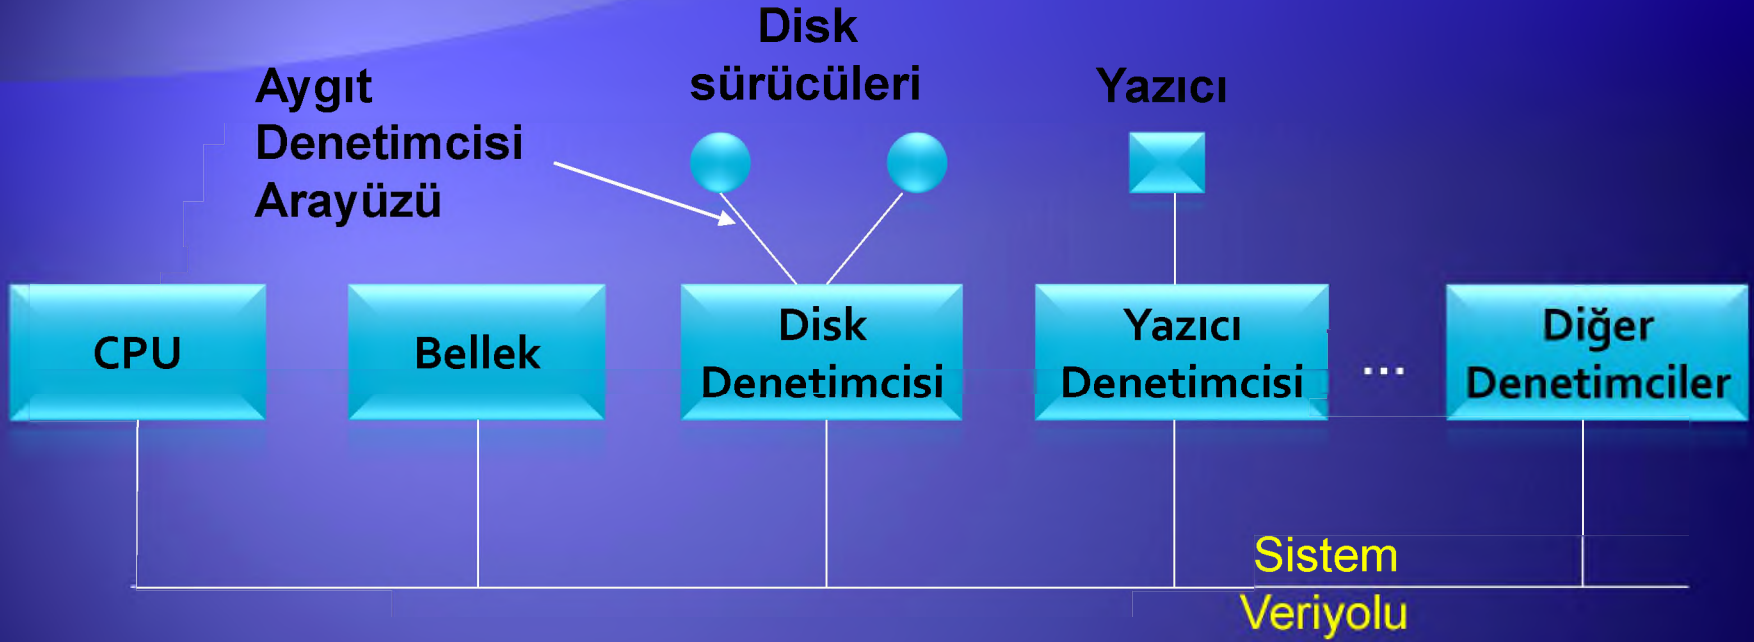 Disk
sürücüleri
Aygıt
Denetimcisi
Arayüzü
Yazıcı
CPU
Bellek
Disk
Denetimcisi
Yazıcı
Denetimcisi
...
Diğer
Denetimciler
Sistem
Veriyolu